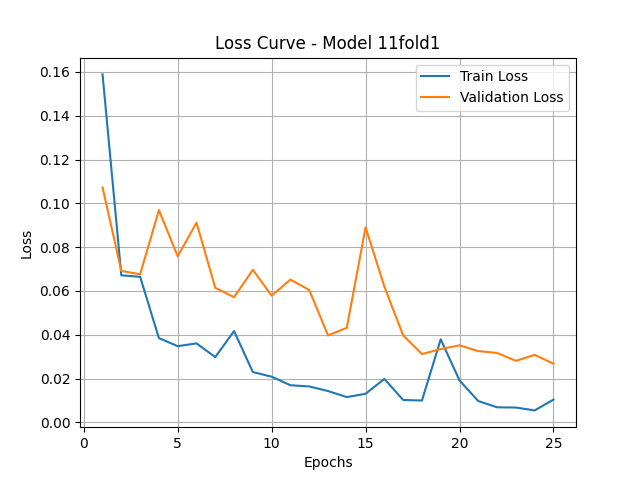 Loss Curve - Model 11fold1
Train Loss
Validation Loss
0.16
0.14
0.12
0.10
0.08
0.06
0.04
0.02
0.00
Loss
0 5 10 15 20 25
Epochs